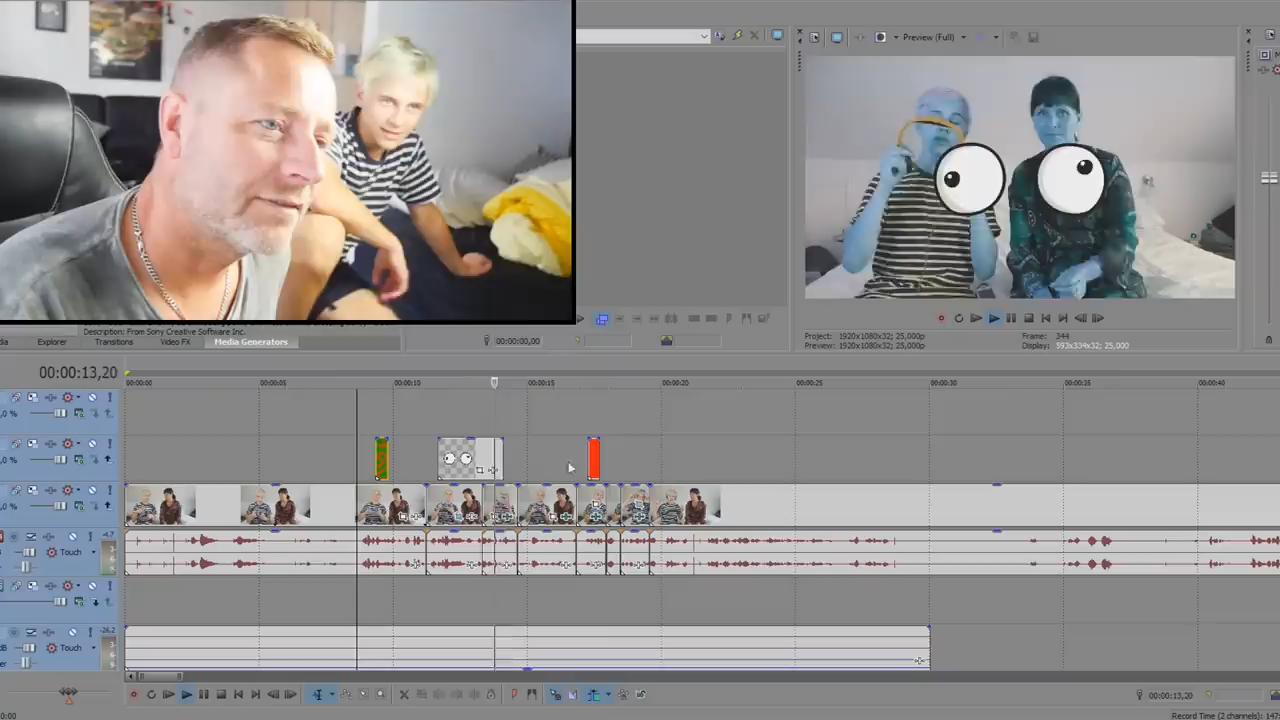 Preview (Full)
Description: From Sony Creative Software Inc.
Explorer
Transitions
Video FX
Media Generators
00:00:00,00
Project: 1920x1080x32; 25,000p
Preview: 1920x1080x32; 25,000p
Frame: 344
Display: 593x334x32; 25,000
00:00:13,20
00:00:00
00:00:05
00:00:10
00:00:15
00:00:20
00:00:25
00:00:30
00:00:35
00:00:40
,0 %
,0 %
,0 %
-4,7
Touch
-26,2
Touch
00:00:13,20
Record Time (2 channels): 147